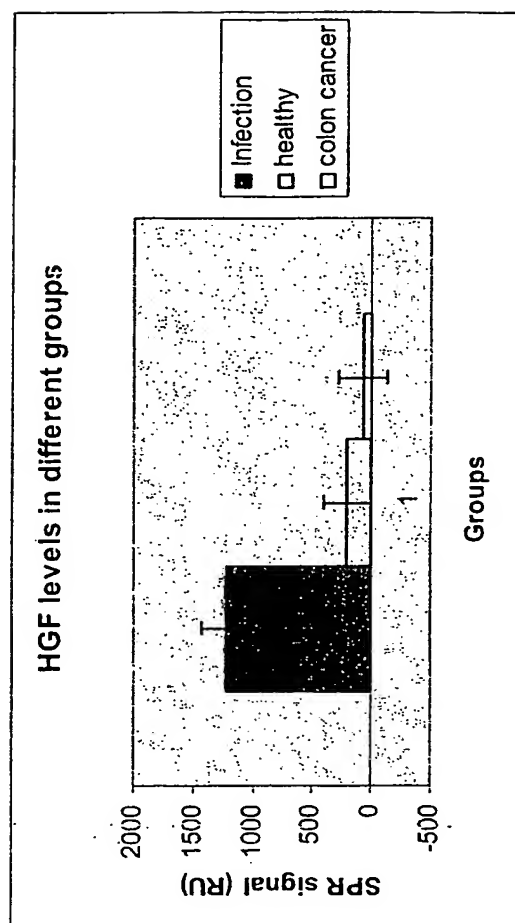 HGF levels in different groups
SPR signal (RU)
2000
1500
1000
500
0
-500
1
Groups
Infection
healthy
colon cancer